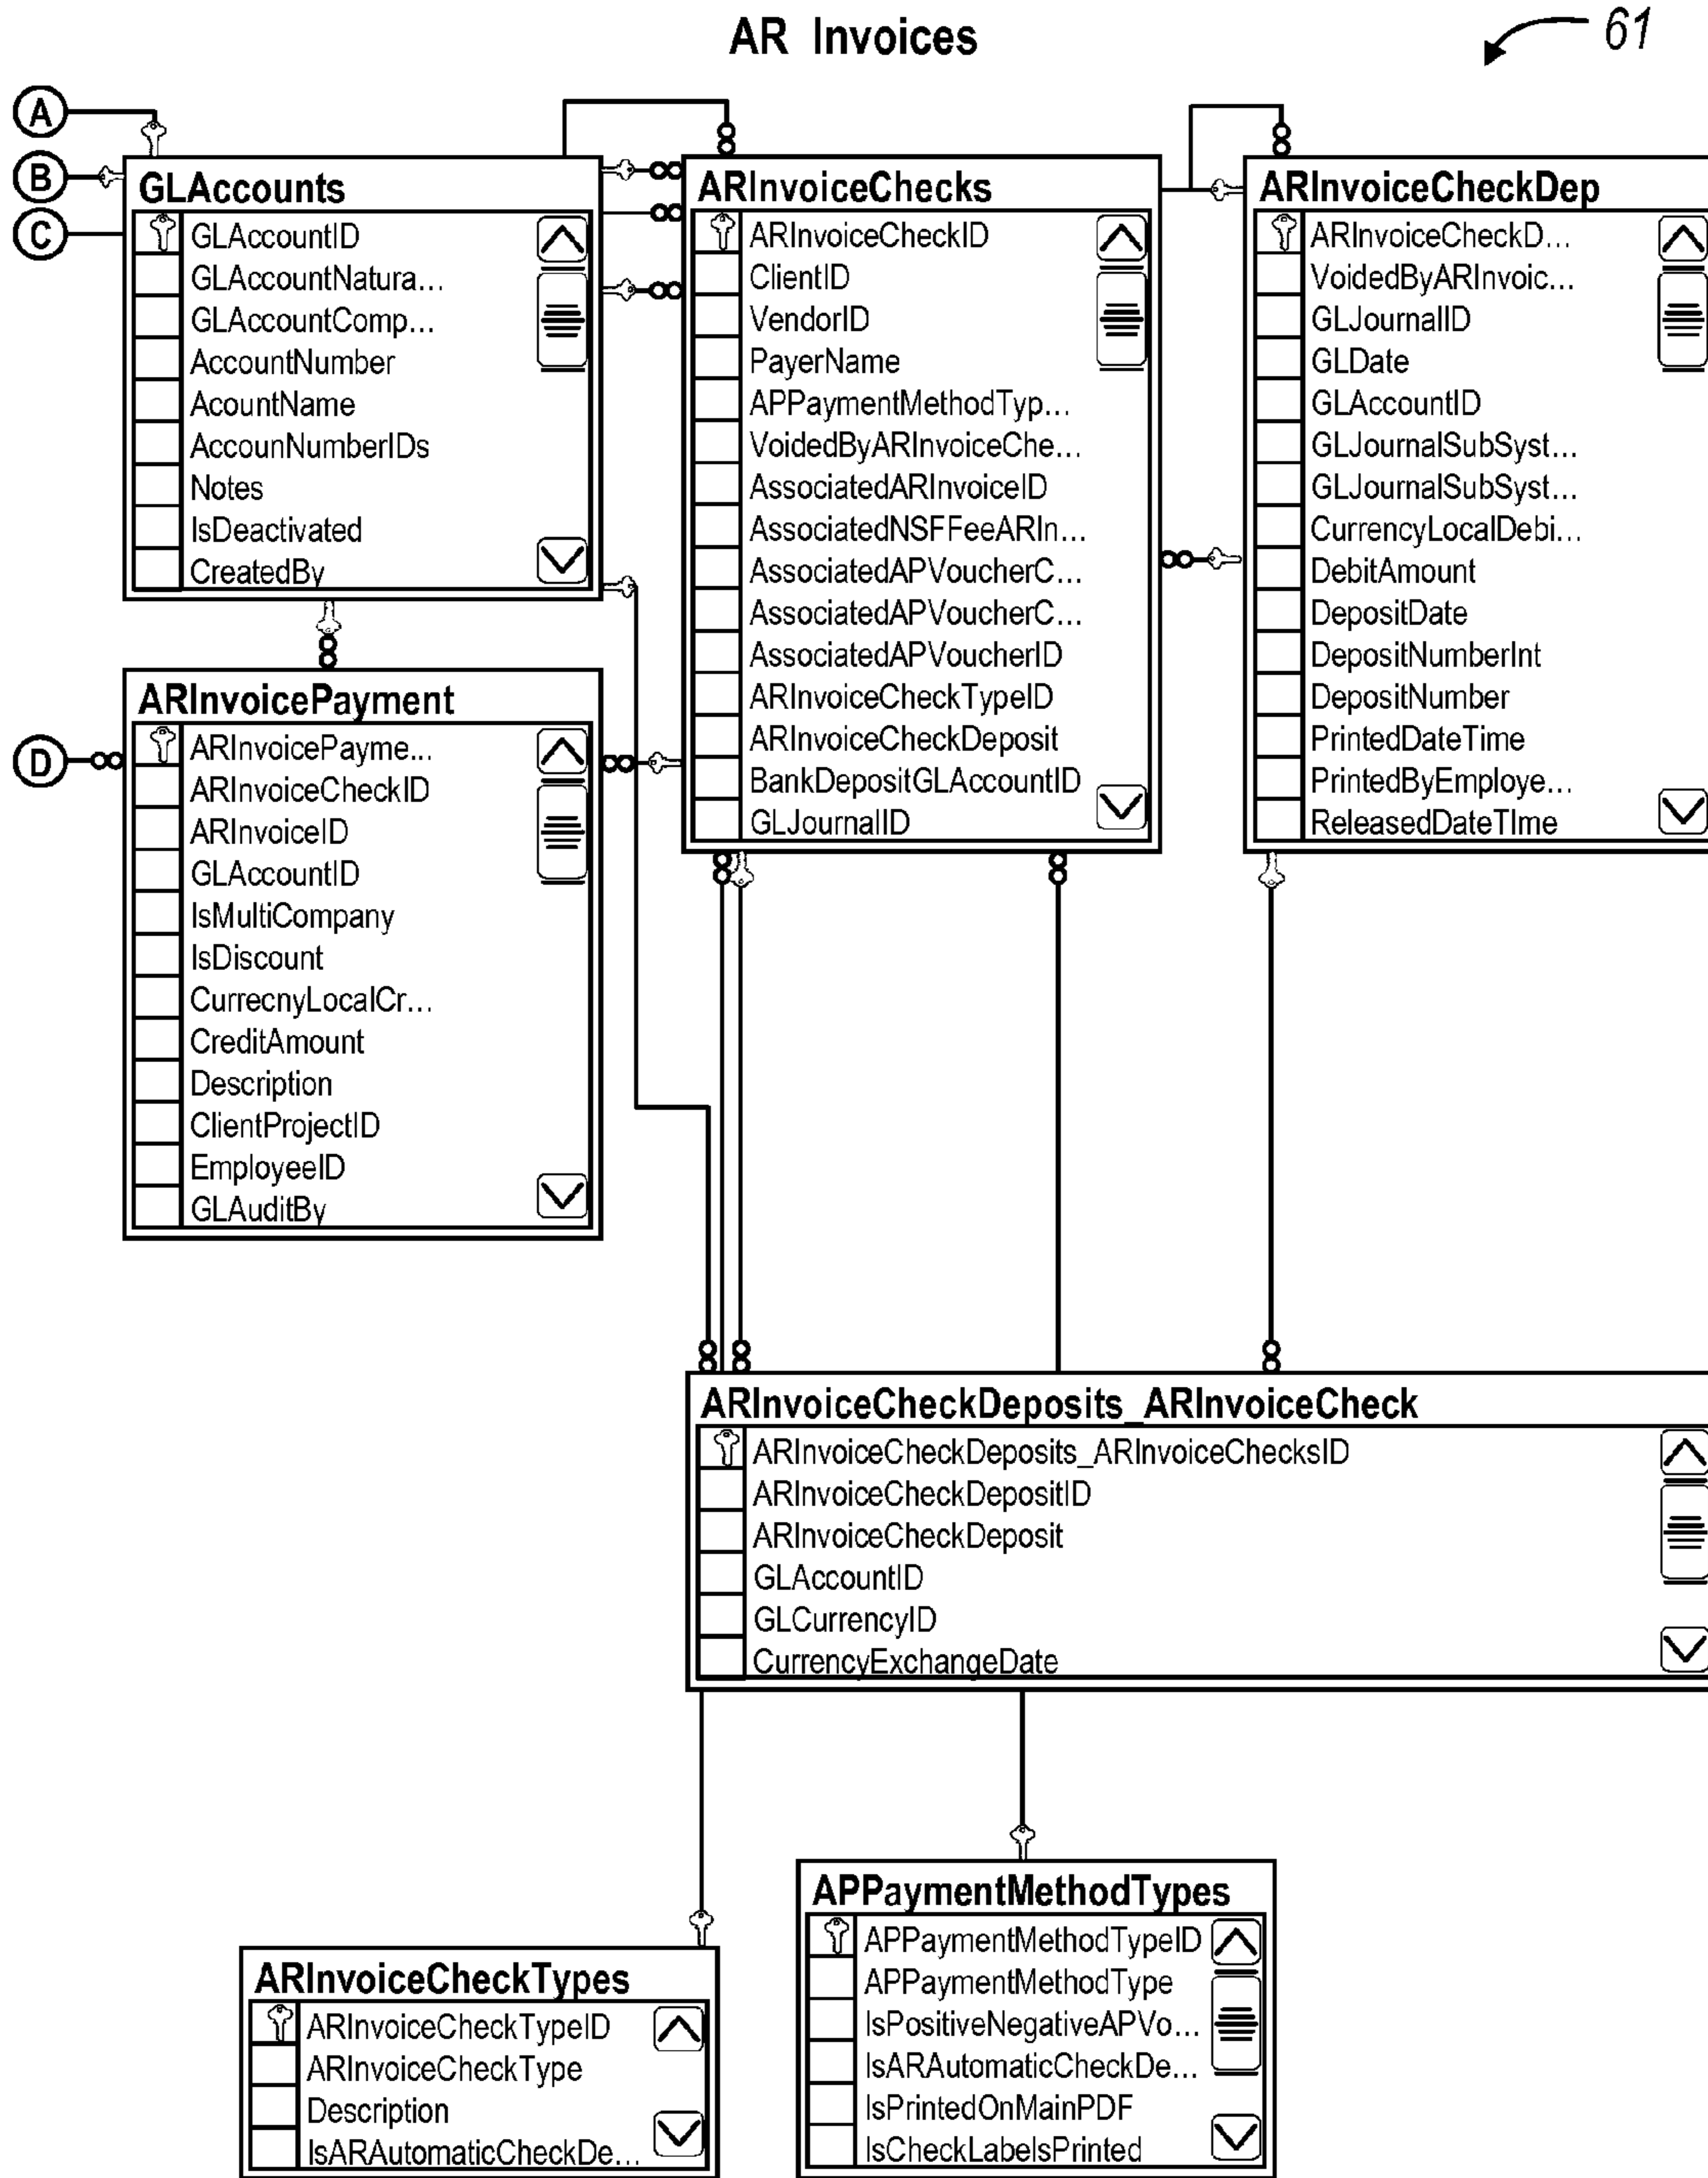 AR Invoices
61
A
B
C
GLAccounts
GLAccountID
GLAccountNatura...
GLAccountComp...
AccountNumber
AcountName
AccounNumberIDs
Notes
IsDeactivated
CreatedBy
ARInvoiceChecks
ARInvoiceCheckID
ClientID
VendorID
PayerName
APPaymentMethodTyp...
VoidedByARInvoiceChe...
AssociatedARInvoiceID
AssociatedNSFFeeARIn...
AssociatedAPVoucherC...
AssociatedAPVoucherC...
AssociatedAPVoucherID
ARInvoiceCheckTypeID
ARInvoiceCheckDeposit
BankDepositGLAccountID
GLJournalID
ARInvoiceCheckDep
ARInvoiceCheckD...
VoidedByARInvoic...
GLJournalID
GLDate
GLAccountID
GLJournalSubSyst...
GLJournalSubSyst...
CurrencyLocalDebi...
DebitAmount
DepositDate
DepositNumberInt
DepositNumber
PrintedDateTime
PrintedByEmploye...
ReleasedDateTIme
D
ARInvoicePayment
ARInvoicePayme...
ARInvoiceCheckID
ARInvoiceID
GLAccountID
IsMultiCompany
IsDiscount
CurrecnyLocalCr...
CreditAmount
Description
ClientProjectID
EmployeeID
GLAuditBy
ARInvoiceCheckDeposits_ARInvoiceCheck
ARInvoiceCheckDeposits_ARInvoiceChecksID
ARInvoiceCheckDepositID
ARInvoiceCheckDeposit
GLAccountID
GLCurrencyID
CurrencyExchangeDate
APPaymentMethodTypes
APPaymentMethodTypeID
APPaymentMethodType
IsPositiveNegativeAPVo...
IsARAutomaticCheckDe...
IsPrintedOnMainPDF
IsCheckLabelsPrinted
ARInvoiceCheckTypes
ARInvoiceCheckTypeID
ARInvoiceCheckType
Description
IsARAutomaticCheckDe...